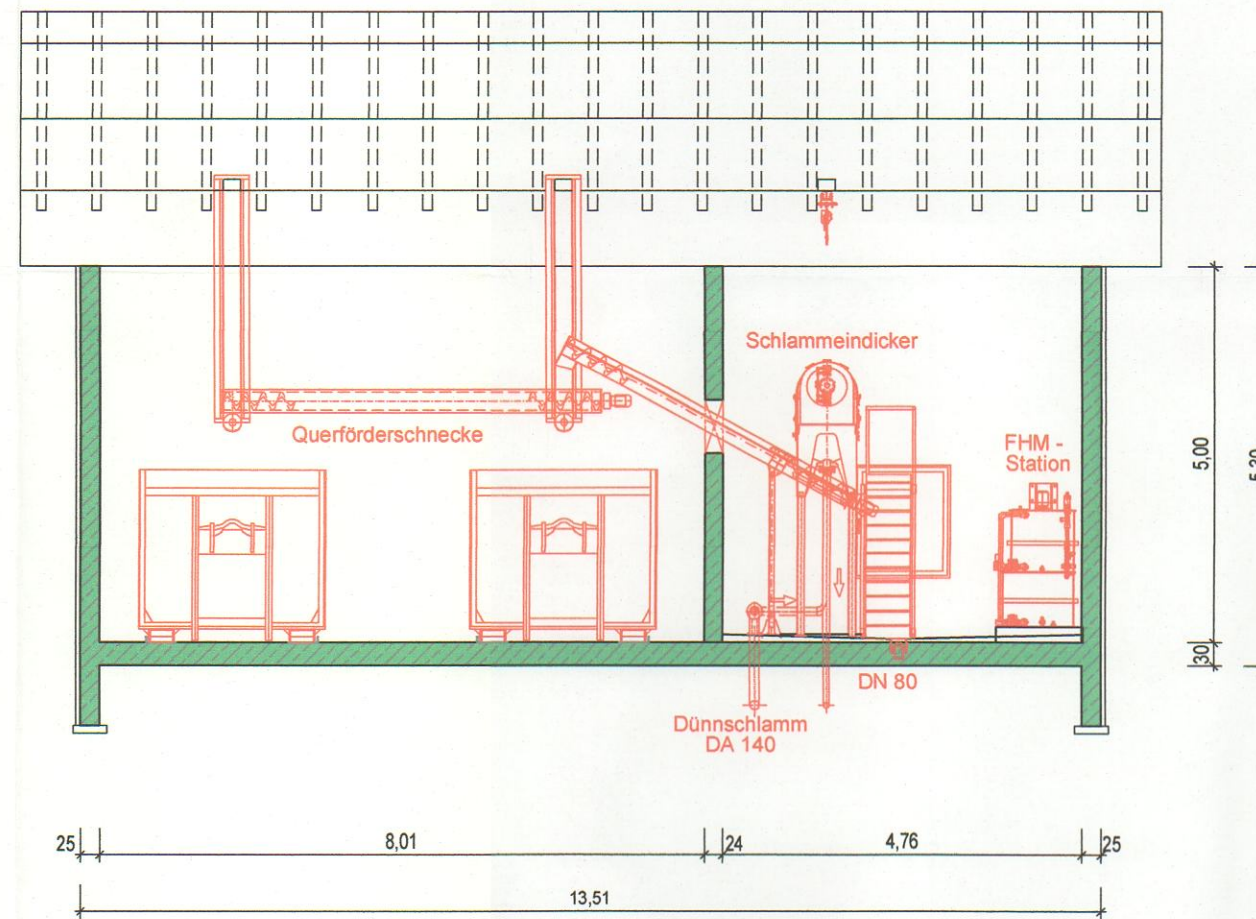 Schlammeindicker
Querförderschnecke
FHM -
Station
DN 80
Dünnschlamm
DA 140
5,00
30
25
8,01
24
4,76
25
13,51